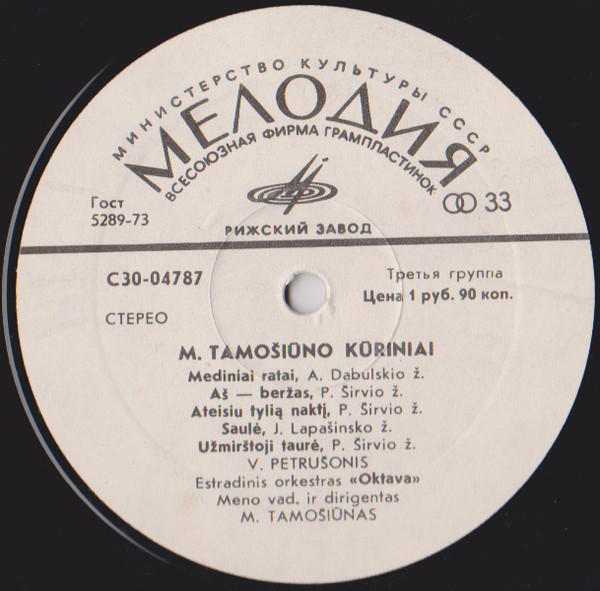 МИНИСТЕРСТВО КУЛЬТУРЫ СССР
МЕЛОДИЯ
ВСЕСОЮЗНАЯ ФИРМА ГРАМПЛАСТИНОК
Гост
5289-73
33
РИЖСКИЙ ЗАВОД
С30-04787
Третья группа
Цена 1 руб. 90 коп.
СТЕРЕО
M. TAMOŠIŪNO KŪRINIAI
Mediniai ratai, A. Dabulskio ž.
Aš — beržas, P. Širvio ž.
Ateisiu tylią naktį, P. Širvio ž.
Saulė, J. Lapašinsko ž.
Užmirštoji taurė, P. Širvio ž.
V. PETRUŠONIS
Estradinis orkestras «Oktava»
Meno vad. ir dirigentas
M. TAMOŠIŪNAS